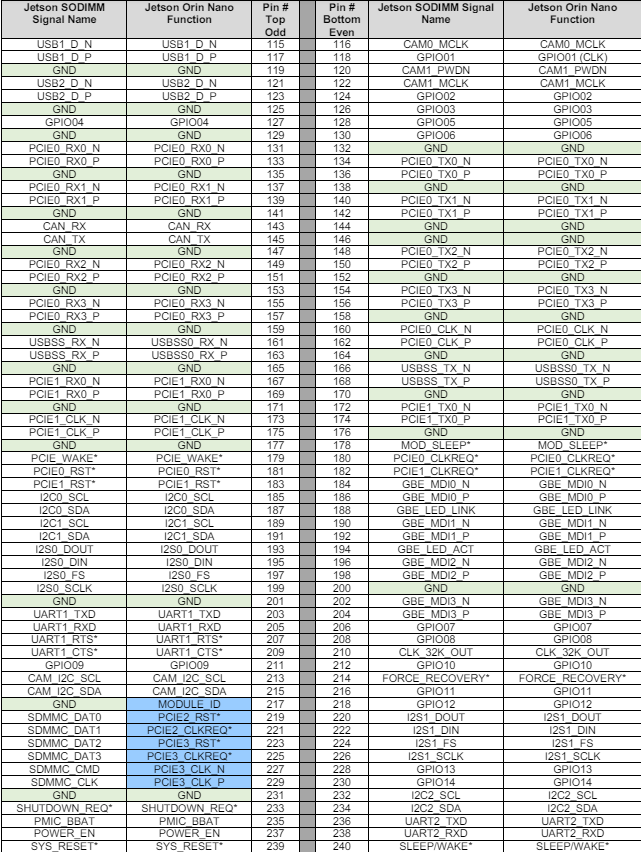 Jetson SODIMM Signal Name Jetson Orin Nano Function Pin # Top Odd Pin # Bottom Even Jetson SODIMM Signal Name Jetson Orin Nano Function
USB1_D_N USB1_D_N 115 116 CAM0_MCLK CAM0_MCLK
USB1_D_P USB1_D_P 117 118 GPIO01 GPIO01 (CLK)
GND GND 119 120 CAM1_PWDN CAM1_PWDN
USB2_D_N USB2_D_N 121 122 CAM1_MCLK CAM1_MCLK
USB2_D_P USB2_D_P 123 124 GPIO02 GPIO02
GND GND 125 126 GPIO03 GPIO03
GPIO04 GPIO04 127 128 GPIO05 GPIO05
GND GND 129 130 GPIO06 GPIO06
PCIE0_RX0_N PCIE0_RX0_N 131 132 GND GND
PCIE0_RX0_P PCIE0_RX0_P 133 134 PCIE0_TX0_N PCIE0_TX0_N
GND GND 135 136 PCIE0_TX0_P PCIE0_TX0_P
PCIE0_RX1_N PCIE0_RX1_N 137 138 GND GND
PCIE0_RX1_P PCIE0_RX1_P 139 140 PCIE0_TX1_N PCIE0_TX1_N
GND GND 141 142 PCIE0_TX1_P PCIE0_TX1_P
CAN_RX CAN_RX 143 144 GND GND
CAN_TX CAN_TX 145 146 GND GND
GND GND 147 148 PCIE0_TX2_N PCIE0_TX2_N
PCIE0_RX2_N PCIE0_RX2_N 149 150 PCIE0_TX2_P PCIE0_TX2_P
PCIE0_RX2_P PCIE0_RX2_P 151 152 GND GND
GND GND 153 154 PCIE0_TX3_N PCIE0_TX3_N
PCIE0_RX3_N PCIE0_RX3_N 155 156 PCIE0_TX3_P PCIE0_TX3_P
PCIE0_RX3_P PCIE0_RX3_P 157 158 GND GND
GND GND 159 160 PCIE0_CLK_N PCIE0_CLK_N
USBSS_RX_N USBSS0_RX_N 161 162 PCIE0_CLK_P PCIE0_CLK_P
USBSS_RX_P USBSS0_RX_P 163 164 GND GND
GND GND 165 166 USBSS_TX_N USBSS0_TX_N
PCIE1_RX0_N PCIE1_RX0_N 167 168 USBSS_TX_P USBSS0_TX_P
PCIE1_RX0_P PCIE1_RX0_P 169 170 GND GND
GND GND 171 172 PCIE1_TX0_N PCIE1_TX0_N
PCIE1_CLK_N PCIE1_CLK_N 173 174 PCIE1_TX0_P PCIE1_TX0_P
PCIE1_CLK_P PCIE1_CLK_P 175 176 GND GND
GND GND 177 178 MOD_SLEEP* MOD_SLEEP*
PCIE_WAKE* PCIE_WAKE* 179 180 PCIE0_CLKREQ* PCIE0_CLKREQ*
PCIE0_RST* PCIE0_RST* 181 182 PCIE1_CLKREQ* PCIE1_CLKREQ*
PCIE1_RST* PCIE1_RST* 183 184 GBE_MDI0_N GBE_MDI0_N
I2C0_SCL I2C0_SCL 185 186 GBE_MDI0_P GBE_MDI0_P
I2C0_SDA I2C0_SDA 187 188 GBE_LED_LINK GBE_LED_LINK
I2C1_SCL I2C1_SCL 189 190 GBE_MDI1_N GBE_MDI1_N
I2C1_SDA I2C1_SDA 191 192 GBE_MDI1_P GBE_MDI1_P
I2S0_DOUT I2S0_DOUT 193 194 GBE_LED_ACT GBE_LED_ACT
I2S0_DIN I2S0_DIN 195 196 GBE_MDI2_N GBE_MDI2_N
I2S0_FS I2S0_FS 197 198 GBE_MDI2_P GBE_MDI2_P
I2S0_SCLK I2S0_SCLK 199 200 GND GND
GND GND 201 202 GBE_MDI3_N GBE_MDI3_N
UART1_TXD UART1_TXD 203 204 GBE_MDI3_P GBE_MDI3_P
UART1_RXD UART1_RXD 205 206 GPIO07 GPIO07
UART1_RTS* UART1_RTS* 207 208 GPIO08 GPIO08
UART1_CTS* UART1_CTS* 209 210 CLK_32K_OUT CLK_32K_OUT
GPIO09 GPIO09 211 212 GPIO10 GPIO10
CAM_I2C_SCL CAM_I2C_SCL 213 214 FORCE_RECOVERY* FORCE_RECOVERY*
CAM_I2C_SDA CAM_I2C_SDA 215 216 GPIO11 GPIO11
GND MODULE_ID 217 218 GPIO12 GPIO12
SDMMC_DAT0 PCIE2_RST* 219 220 I2S1_DOUT I2S1_DOUT
SDMMC_DAT1 PCIE2_CLKREQ* 221 222 I2S1_DIN I2S1_DIN
SDMMC_DAT2 PCIE3_RST* 223 224 I2S1_FS I2S1_FS
SDMMC_DAT3 PCIE3_CLKREQ* 225 226 I2S1_SCLK I2S1_SCLK
SDMMC_CMD PCIE3_CLK_N 227 228 GPIO13 GPIO13
SDMMC_CLK PCIE3_CLK_P 229 230 GPIO14 GPIO14
GND GND 231 232 I2C2_SCL I2C2_SCL
SHUTDOWN_REQ* SHUTDOWN_REQ* 233 234 I2C2_SDA I2C2_SDA
PMIC_BBAT PMIC_BBAT 235 236 UART2_TXD UART2_TXD
POWER_EN POWER_EN 237 238 UART2_RXD UART2_RXD
SYS_RESET* SYS_RESET* 239 240 SLEEP/WAKE* SLEEP/WAKE*